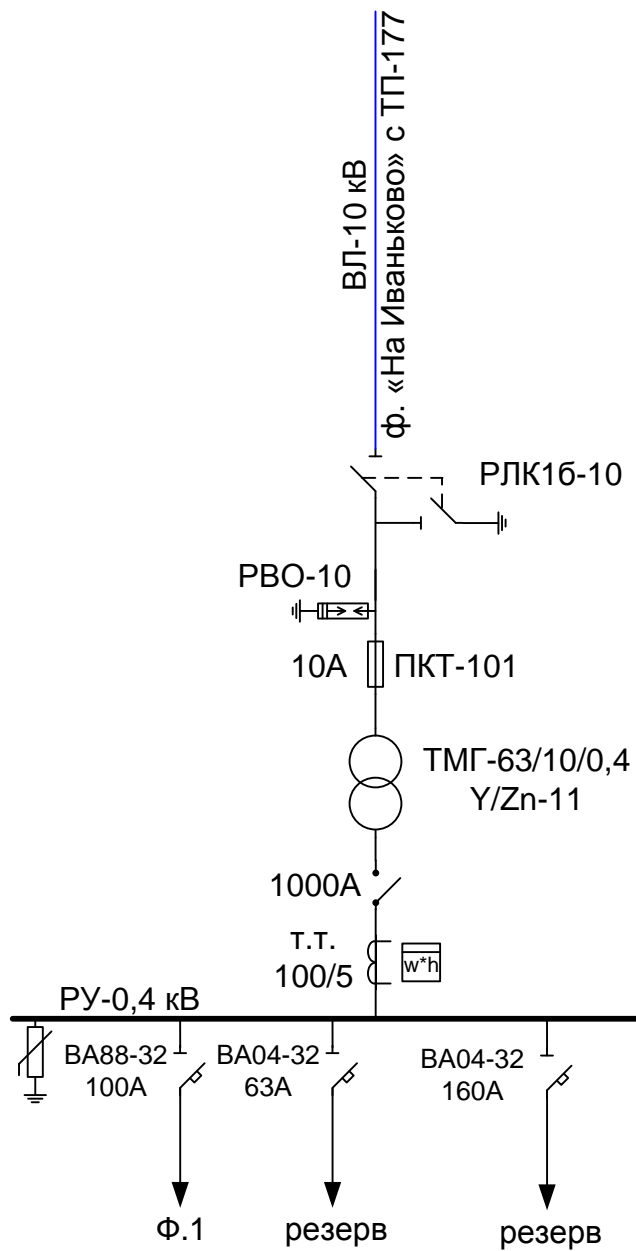 ВЛ-10 кВ
ф. «На Иваньково» с ТП-177
РЛК1б-10
РВО-10
10А
ПКТ-101
ТМГ-63/10/0,4
Y/Zn-11
1000А
т.т.
100/5
w*h
РУ-0,4 кВ
ВА88-32
100А
ВА04-32
63А
ВА04-32
160А
Ф.1
резерв
резерв